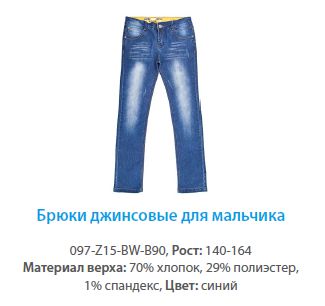 Брюки джинсовые для мальчика
097-Z15-BW-B90, Рост: 140-164
Материал верха: 70% хлопок, 29% полиэстер,
1% спандекс, Цвет: синий